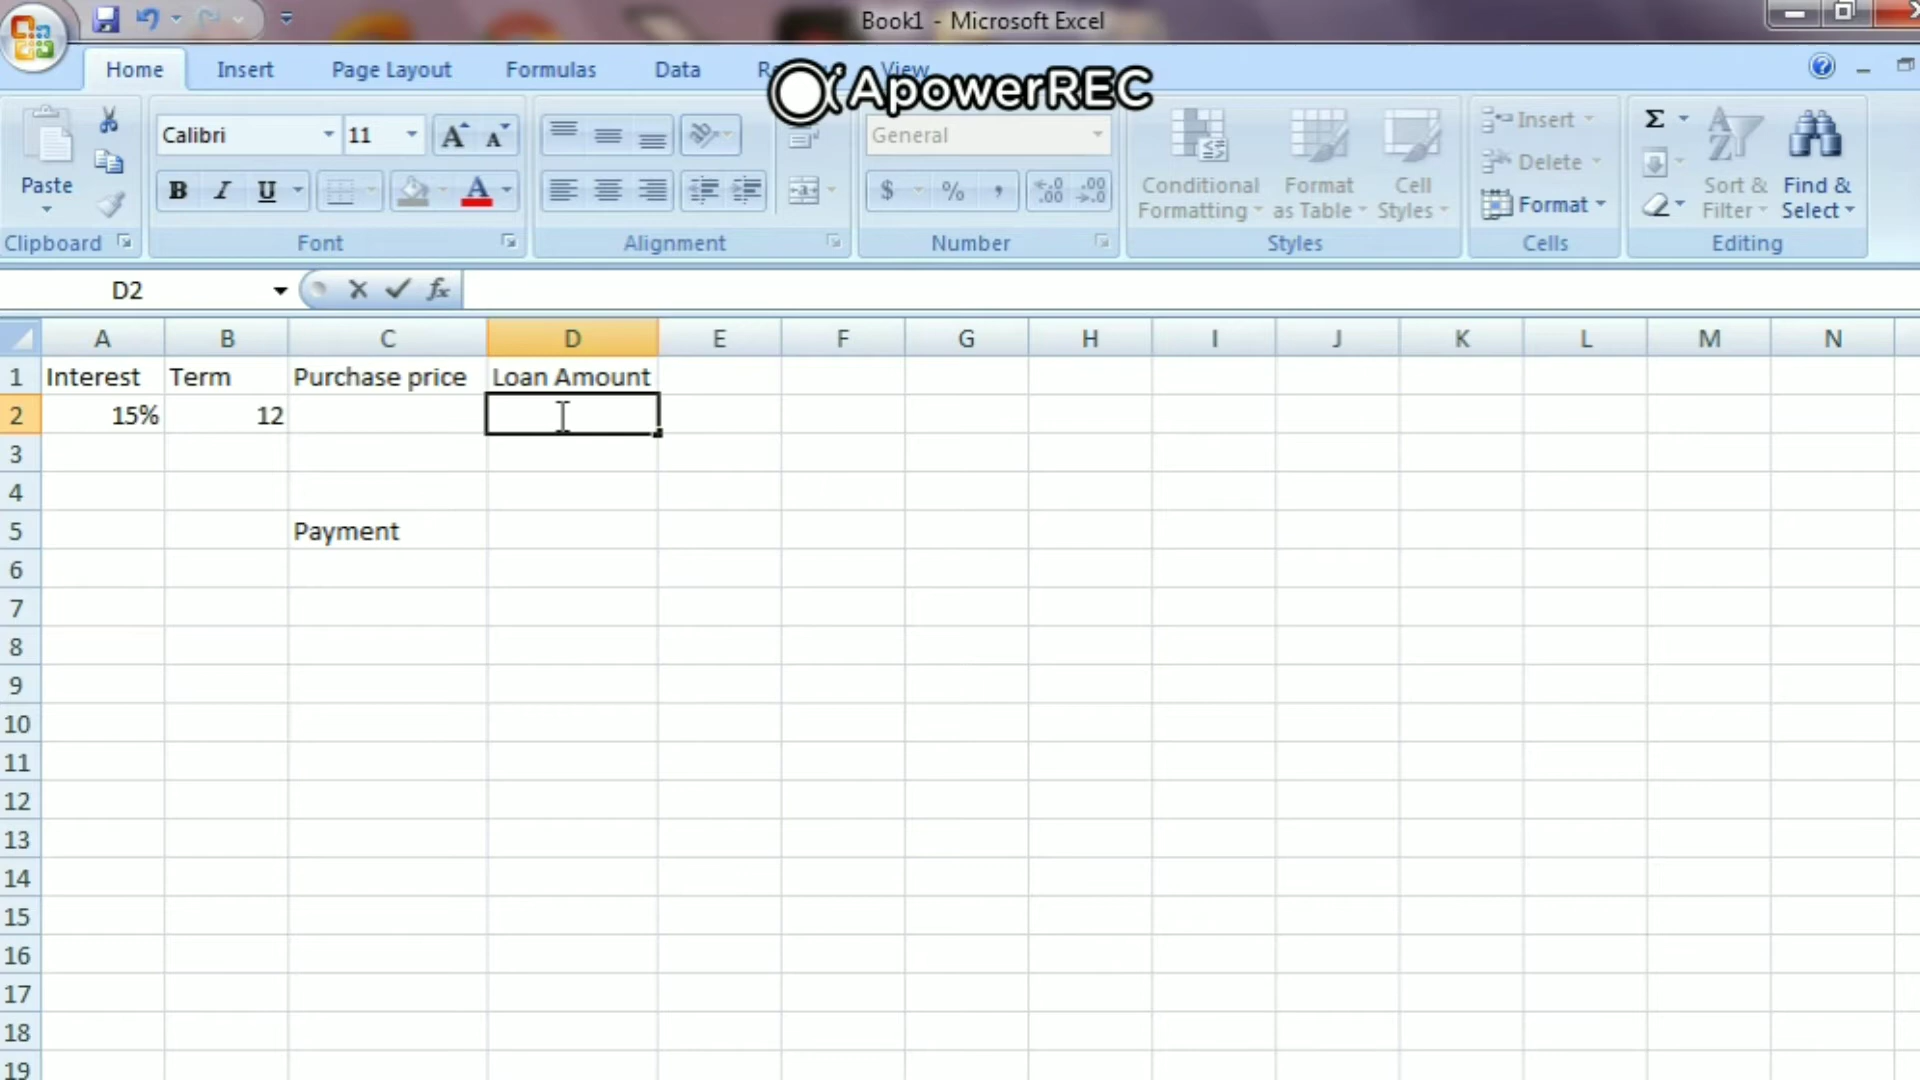 Book1 - Microsoft Excel
Home Insert Page Layout Formulas Data View
ApowerREC
Paste
Clipboard
Calibri 11
B I U A
Font
Alignment
General
$ % ,
Number
Conditional Formatting
Format as Table
Cell Styles
Styles
Insert
Delete
Format
Cells
Σ
Sort & Filter
Find & Select
Editing
D2 fx
A B C D E F G H I J K L M N
1 Interest Term Purchase price Loan Amount
2 15% 12
3
4
5 Payment
6
7
8
9
10
11
12
13
14
15
16
17
18
19